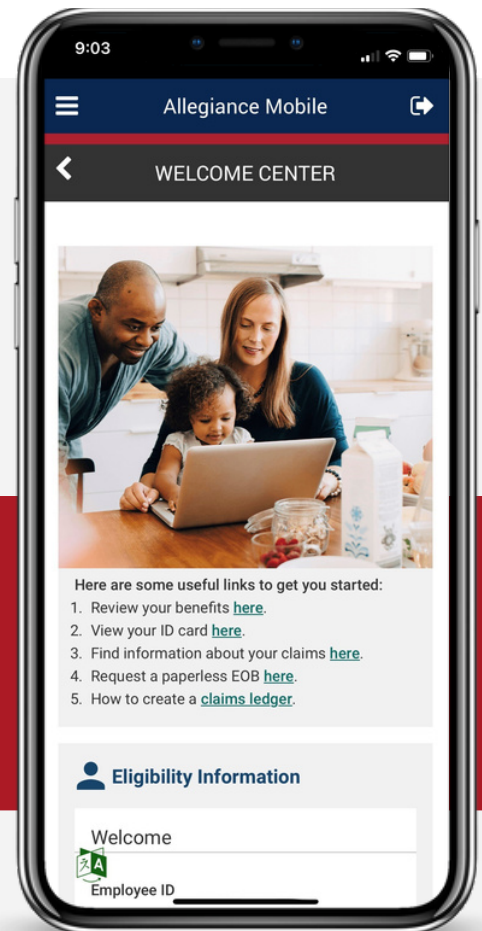 9:03
Allegiance Mobile
WELCOME CENTER
Here are some useful links to get you started:
1. Review your benefits here.
2. View your ID card here.
3. Find information about your claims here.
4. Request a paperless EOB here.
5. How to create a claims ledger.
Eligibility Information
Welcome
A
Employee ID